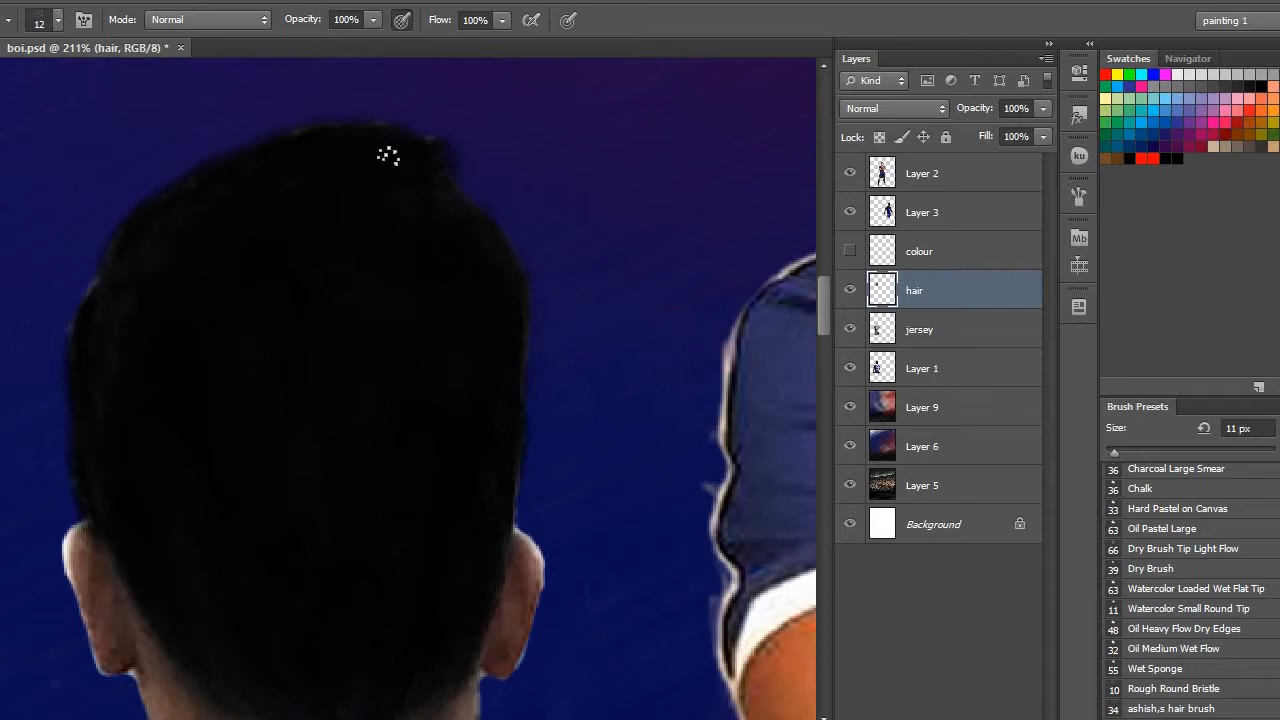 12 Mode: Normal Opacity: 100% Flow: 100% painting 1
boi.psd @ 211% (hair, RGB/8) * ×
Layers
Kind
Normal Opacity: 100%
Lock: Fill: 100%
Layer 2
Layer 3
colour
hair
jersey
Layer 1
Layer 9
Layer 6
Layer 5
Background
ku
Mb
Swatches Navigator
Brush Presets
Size: 11 px
36 Charcoal Large Smear
36 Chalk
33 Hard Pastel on Canvas
63 Oil Pastel Large
66 Dry Brush Tip Light Flow
39 Dry Brush
63 Watercolor Loaded Wet Flat Tip
11 Watercolor Small Round Tip
48 Oil Heavy Flow Dry Edges
32 Oil Medium Wet Flow
55 Wet Sponge
10 Rough Round Bristle
34 ashish,s hair brush